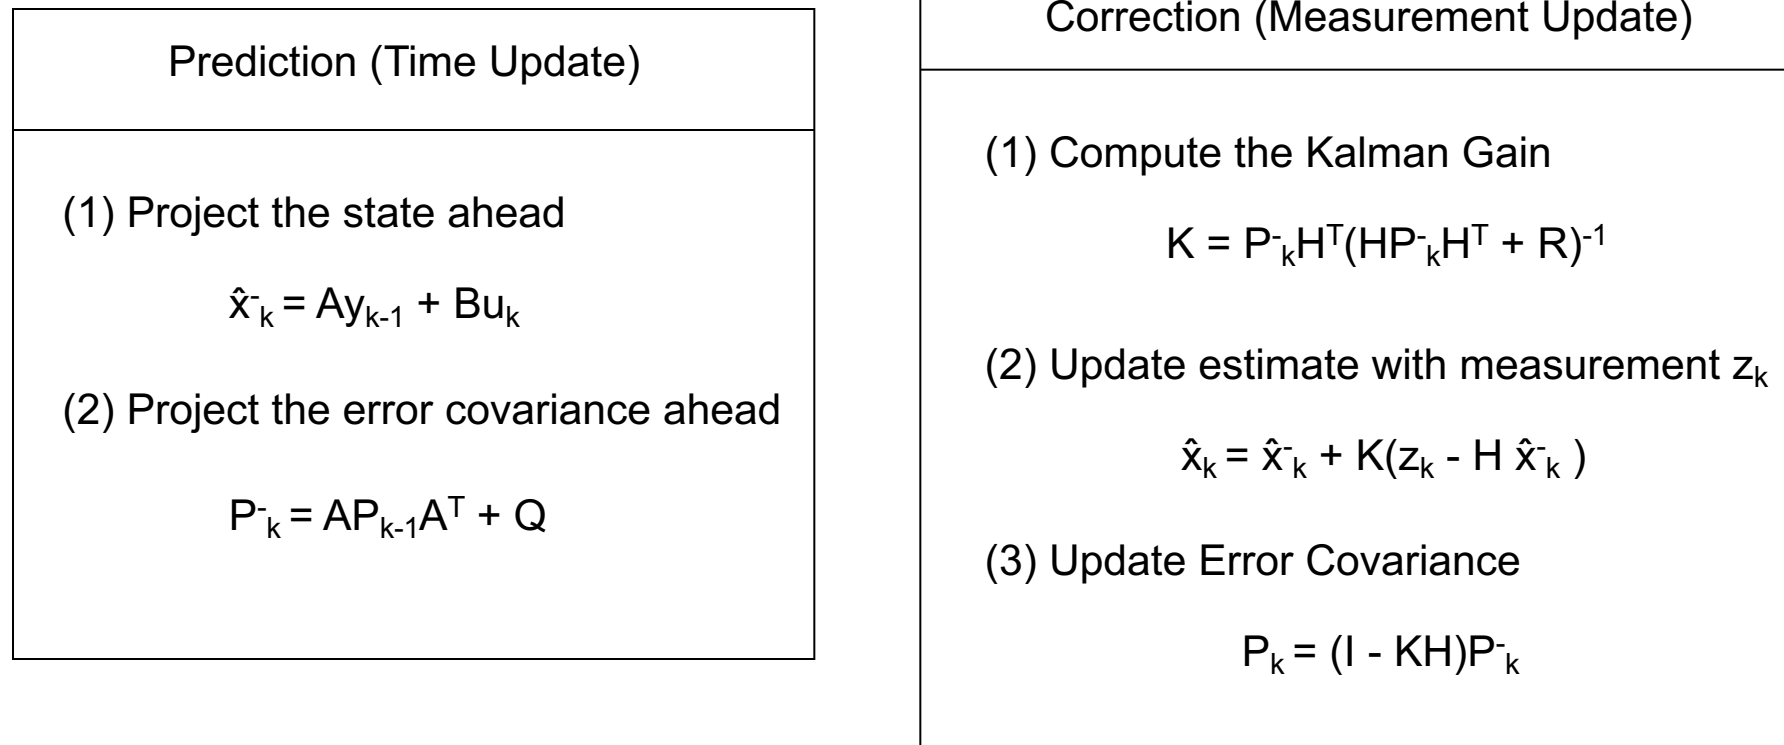 Prediction (Time Update)
(1) Project the state ahead
x̂⁻ₖ = Ayₖ₋₁ + Buₖ
(2) Project the error covariance ahead
P⁻ₖ = APₖ₋₁Aᵀ + Q
Correction (Measurement Update)
(1) Compute the Kalman Gain
K = P⁻ₖHᵀ(HP⁻ₖHᵀ + R)⁻¹
(2) Update estimate with measurement zₖ
x̂ₖ = x̂⁻ₖ + K(zₖ - H x̂⁻ₖ )
(3) Update Error Covariance
Pₖ = (I - KH)P⁻ₖ